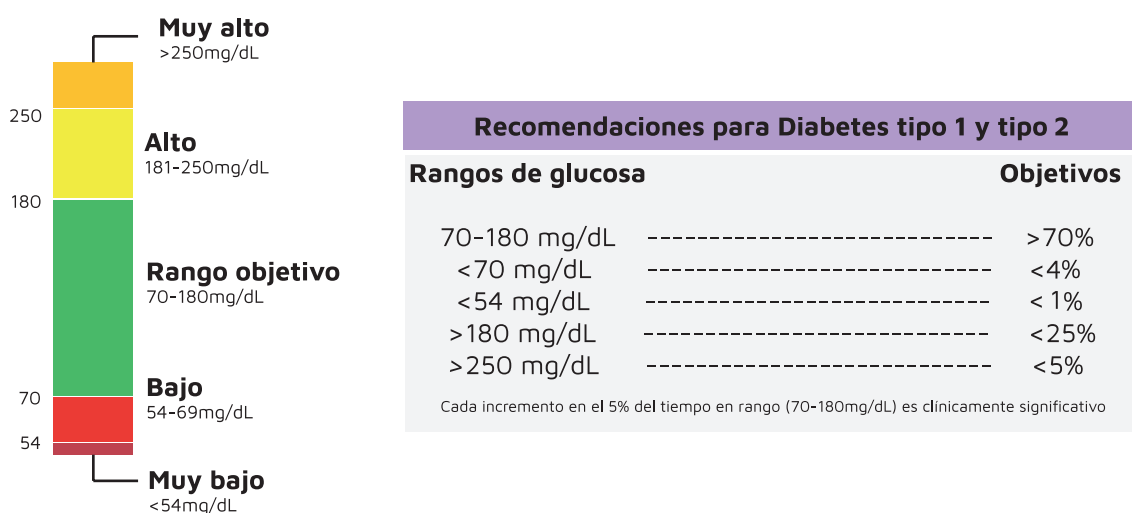 Muy alto
>250mg/dL
250
Alto
181-250mg/dL
180
Rango objetivo
70-180mg/dL
70
Bajo
54-69mg/dL
54
Muy bajo
<54mg/dL
Recomendaciones para Diabetes tipo 1 y tipo 2
Rangos de glucosa Objetivos
70-180 mg/dL ------------------------------ >70%
<70 mg/dL ------------------------------ <4%
<54 mg/dL ------------------------------ < 1%
>180 mg/dL ------------------------------ <25%
>250 mg/dL ------------------------------ <5%
Cada incremento en el 5% del tiempo en rango (70-180mg/dL) es clínicamente significativo